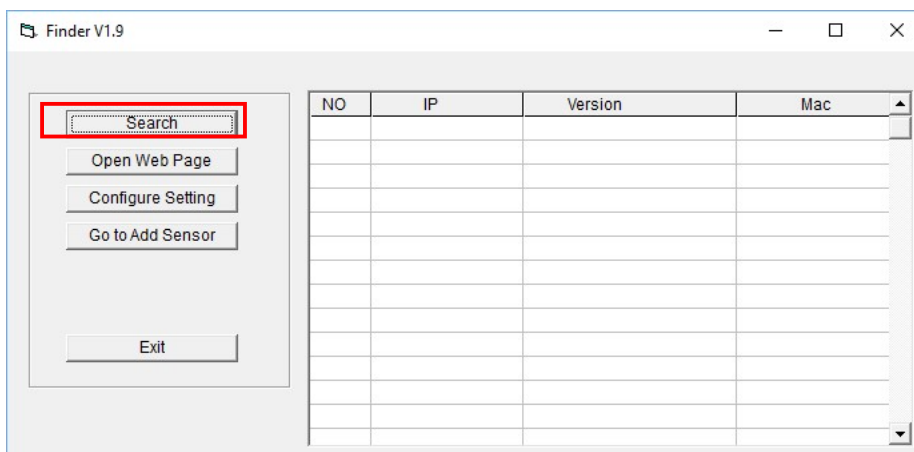 Finder V1.9
Search
Open Web Page
Configure Setting
Go to Add Sensor
Exit
NO IP Version Mac